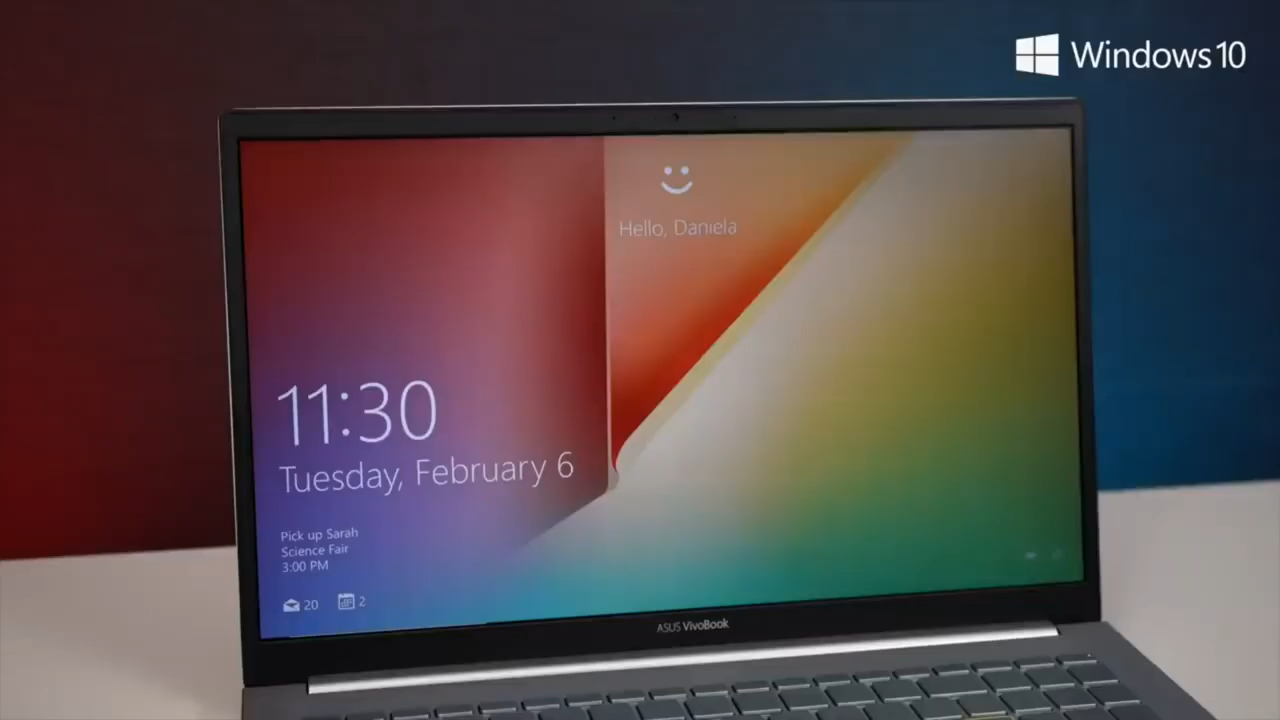 Windows 10
Hello, Daniela
11:30
Tuesday, February 6
Pick up Sarah
Science Fair
3:00 PM
20 2
ASUS VivoBook